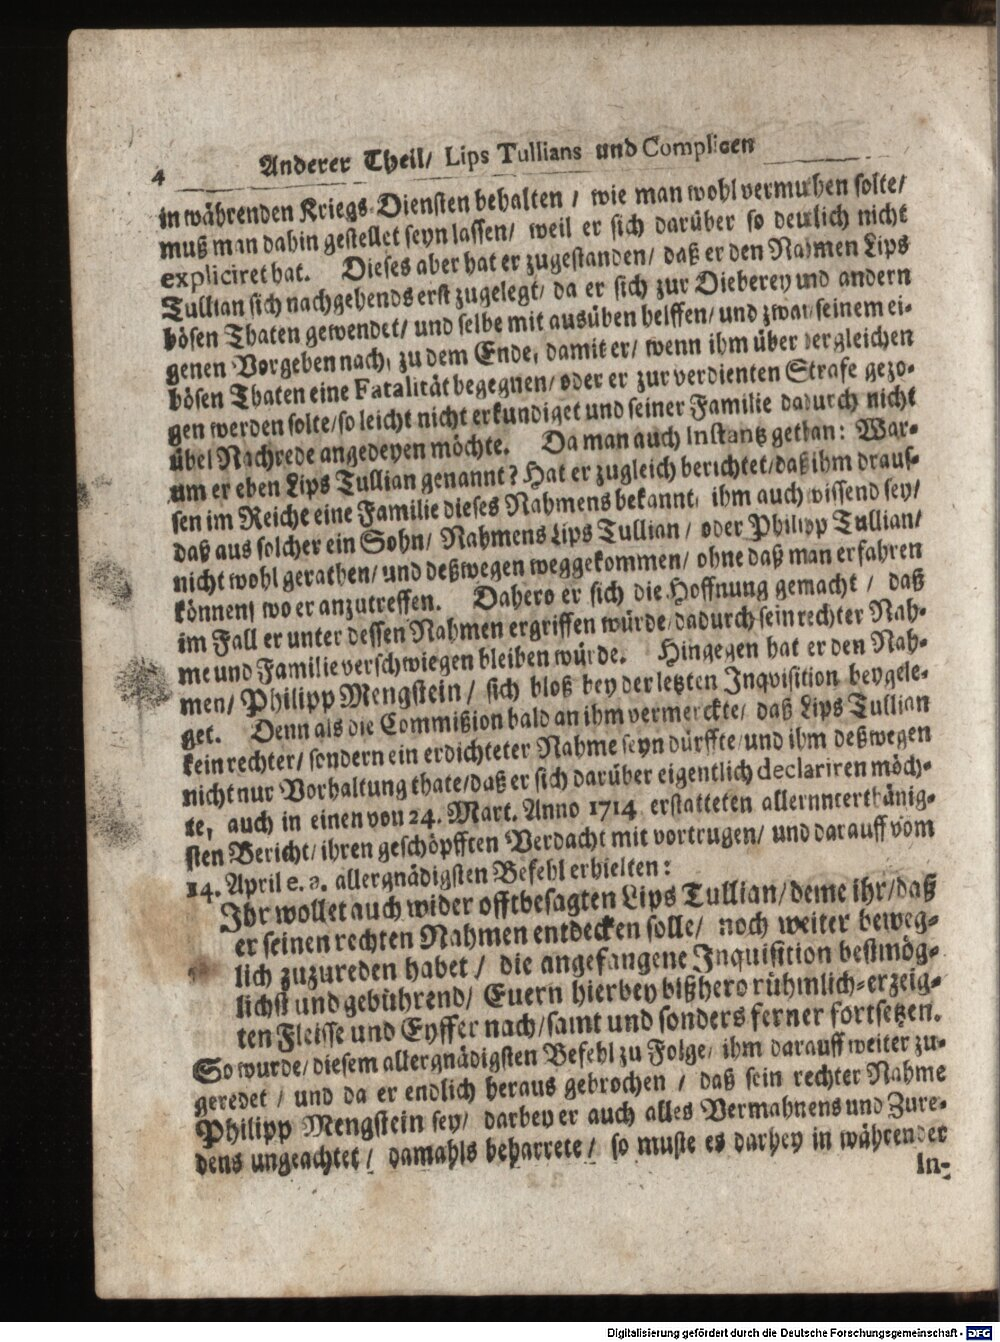 4 Anderer Theil/ Lips Tullians und Complicen
in währenden Kriegs-Diensten behalten / wie man wohl vermuthen solte/
muß man dahin gestellet seyn lassen/ weil er sich darüber so deutlich nicht
expliciret hat. Dieses aber hat er zugestanden/ daß er den Nahmen Lips
Tullian sich nachgehends erst zugelegt/ da er sich zur Dieberey und andern
bösen Thaten gewendet/ und selbe mit ausüben helffen/ und zwar seinem ei-
genen Vorgeben nach, zu dem Ende, damit er/ wenn ihm über dergleichen
bösen Thaten eine Fatalität begegnen/ oder er zur verdienten Strafe gezo-
gen werden solte/ so leicht nicht erkundiget und seiner Familie dadurch nicht
übel Nachrede angedeyen möchte. Da man auch Instantz gethan: War-
um er eben Lips Tullian genannt? Hat er zugleich berichtet/ daß ihm draus-
sen im Reiche eine Familie dieses Nahmens bekannt, ihm auch wissend sey/
daß aus solcher ein Sohn/ Nahmens Lips Tullian / oder Philipp Tullian/
nicht wohl gerathen/ und deßwegen weggekommen/ ohne daß man erfahren
können/ wo er anzutreffen. Dahero er sich die Hoffnung gemacht / daß
im Fall er unter dessen Nahmen ergriffen würde/ dadurch sein rechter Nah-
me und Familie verschwiegen bleiben würde. Hingegen hat er den Nah-
men/ Philipp Mengstein / sich bloß bey der letzten Inqvisition beygele-
get. Denn als die Commißion bald an ihm vermerckte/ daß Lips Tullian
kein rechter/ sondern ein erdichteter Nahme seyn dürffte/ und ihm deßwegen
nicht nur Vorhaltung thate/ daß er sich darüber eigentlich declariren möch-
te, auch in einen von 24. Mart. Anno 1714 erstatteten allernnterthänig-
sten Bericht/ ihren geschöpfften Verdacht mit vortrugen/ und darauff vom
14. April e. a. allergnädigsten Befehl erhielten:
Ihr wollet auch wider offtbesagten Lips Tullian/ deme ihr/ daß
er seinen rechten Nahmen entdecken solle/ noch weiter beweg-
lich zuzureden habet / die angefangene Inquisition bestmög-
lichst und gebührend/ Euern hierbey bißhero rühmlich-erzeig-
ten Fleisse und Eyffer nach/ samt und sonders ferner fortsetzen.
So wurde/ diesem allergnädigsten Befehl zu Folge/ ihm darauff weiter zu-
geredet / und da er endlich heraus gebrochen / daß sein rechter Nahme
Philipp Mengstein sey/ darbey er auch alles Vermahnens und Zure-
dens ungeachtet / damahls beharrete / so muste es darbey in währender
In-
Digitalisierung gefördert durch die Deutsche Forschungsgemeinschaft - DFG